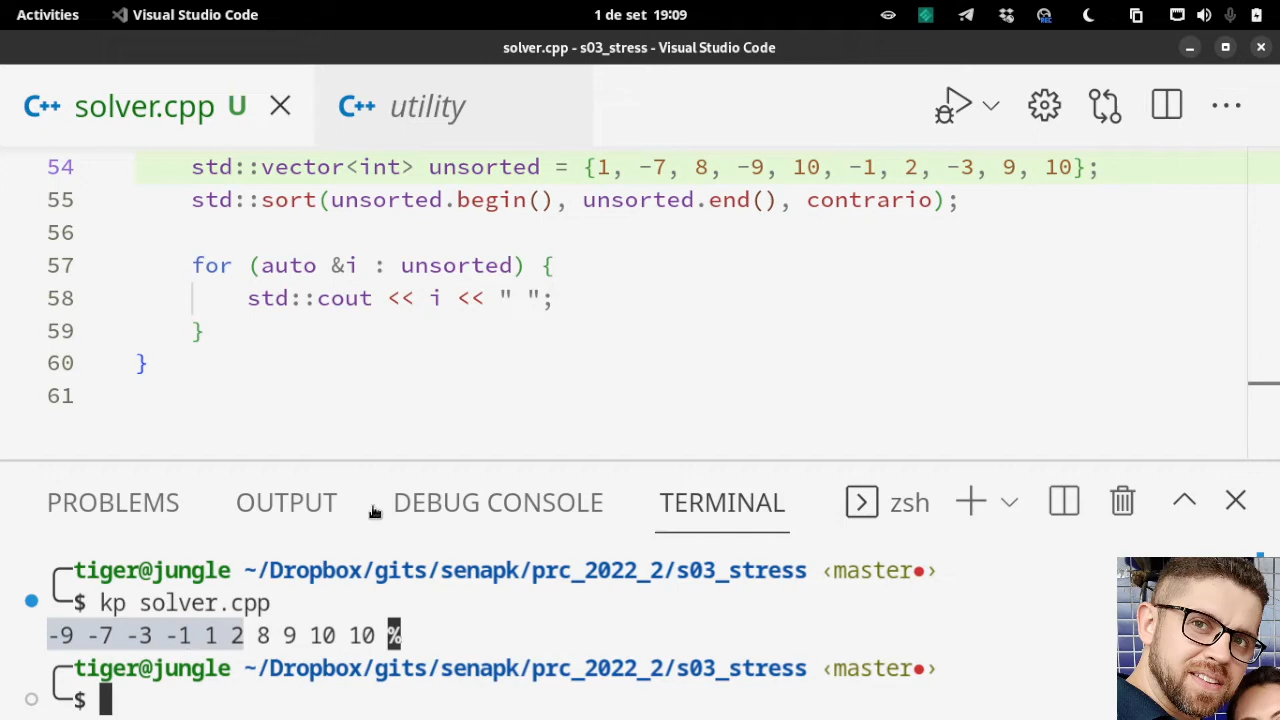 Activities Visual Studio Code 1 de set 19:09
solver.cpp - s03_stress - Visual Studio Code
C++ solver.cpp U C++ utility
54 std::vector<int> unsorted = {1, -7, 8, -9, 10, -1, 2, -3, 9, 10};
55 std::sort(unsorted.begin(), unsorted.end(), contrario);
56
57 for (auto &i : unsorted) {
58 std::cout << i << " ";
59 }
60 }
61
PROBLEMS OUTPUT DEBUG CONSOLE TERMINAL zsh
tiger@jungle ~/Dropbox/gits/senapk/prc_2022_2/s03_stress ‹master●›
$ kp solver.cpp
-9 -7 -3 -1 1 2 8 9 10 10 %
tiger@jungle ~/Dropbox/gits/senapk/prc_2022_2/s03_stress ‹master●›
$